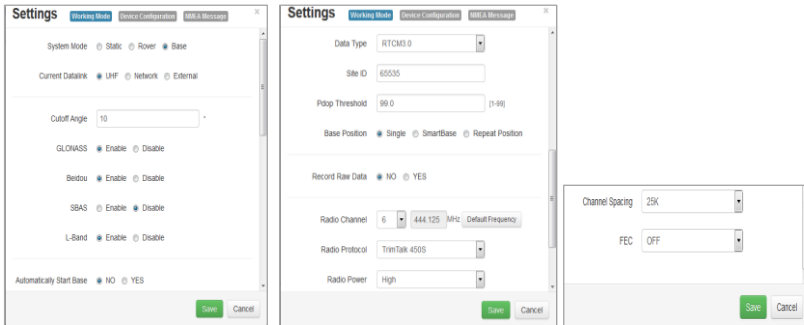 Settings Working Mode Device Configuration NMEA Message ×
System Mode Static Rover Base
Current Datalink UHF Network External
Cutoff Angle 10 °
GLONASS Enable Disable
Beidou Enable Disable
SBAS Enable Disable
L-Band Enable Disable
Automatically Start Base NO YES
Save Cancel
Settings Working Mode Device Configuration NMEA Message ×
Data Type RTCM3.0
Site ID 65535
Pdop Threshold 99.0 [1-99]
Base Position Single SmartBase Repeat Position
Record Raw Data NO YES
Radio Channel 6 444.125 MHz Default Frequency
Radio Protocol TrimTalk 450S
Radio Power High
Save Cancel
Channel Spacing 25K
FEC OFF
Save Cancel